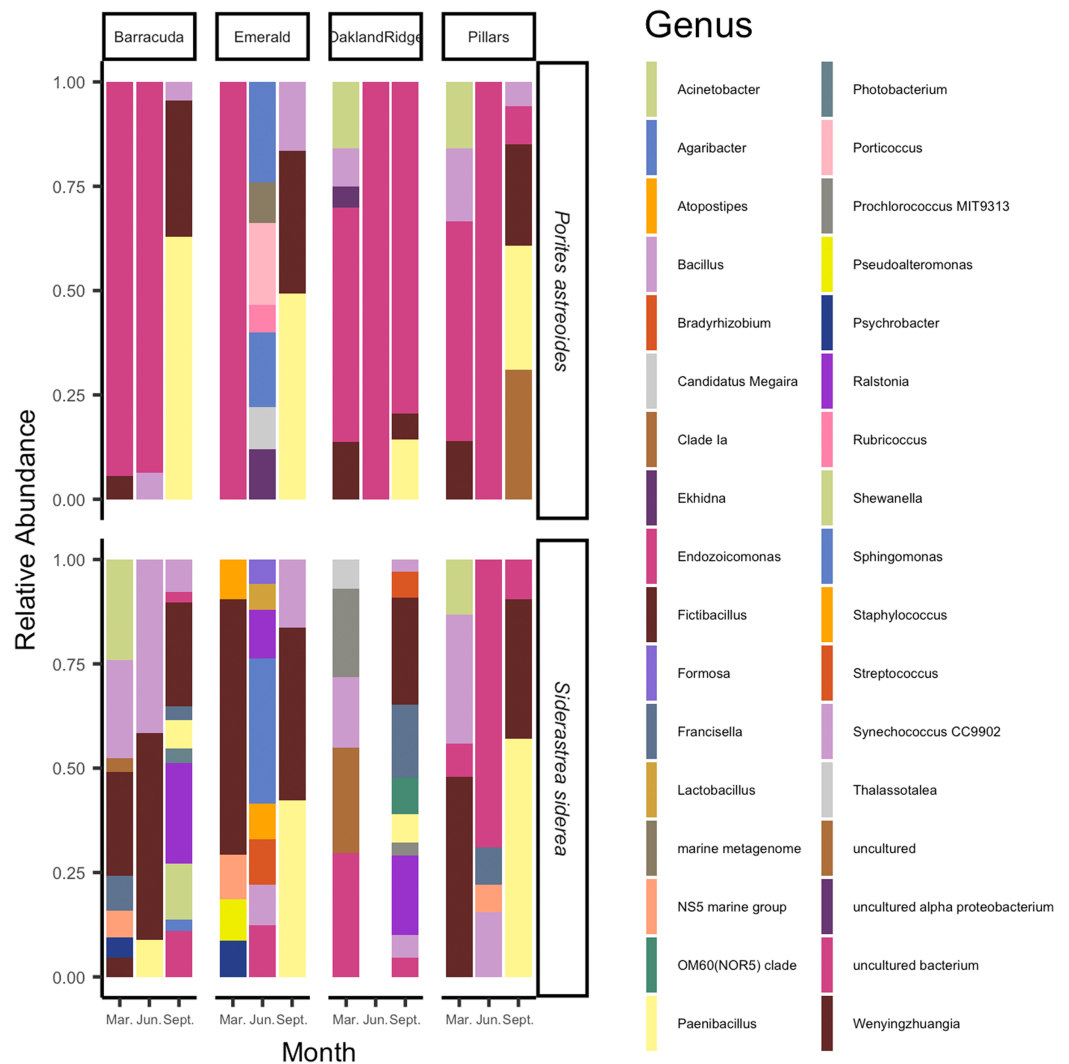 Genus
Barracuda Emerald OaklandRidge Pillars
Relative Abundance
1.00
0.75
0.50
0.25
0.00
Porites astreoides
1.00
0.75
0.50
0.25
0.00
Siderastrea siderea
Mar. Jun. Sept. Mar. Jun. Sept. Mar. Jun. Sept. Mar. Jun. Sept.
Month
Acinetobacter
Agaribacter
Atopostipes
Bacillus
Bradyrhizobium
Candidatus Megaira
Clade Ia
Ekhidna
Endozoicomonas
Fictibacillus
Formosa
Francisella
Lactobacillus
marine metagenome
NS5 marine group
OM60(NOR5) clade
Paenibacillus
Photobacterium
Porticoccus
Prochlorococcus MIT9313
Pseudoalteromonas
Psychrobacter
Ralstonia
Rubricoccus
Shewanella
Sphingomonas
Staphylococcus
Streptococcus
Synechococcus CC9902
Thalassotalea
uncultured
uncultured alpha proteobacterium
uncultured bacterium
Wenyingzhuangia